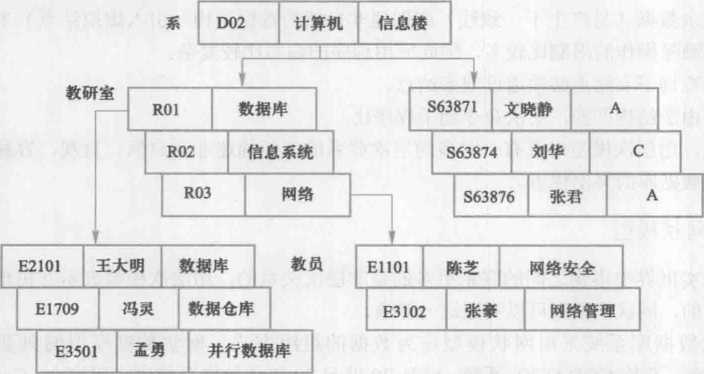 系 D02 计算机 信息楼
教研室 R01 数据库 S63871 文晓静 A
R02 信息系统 S63874 刘华 C
R03 网络 S63876 张君 A
E2101 王大明 数据库 教员 E1101 陈芝 网络安全
E1709 冯灵 数据仓库 E3102 张豪 网络管理
E3501 孟勇 并行数据库